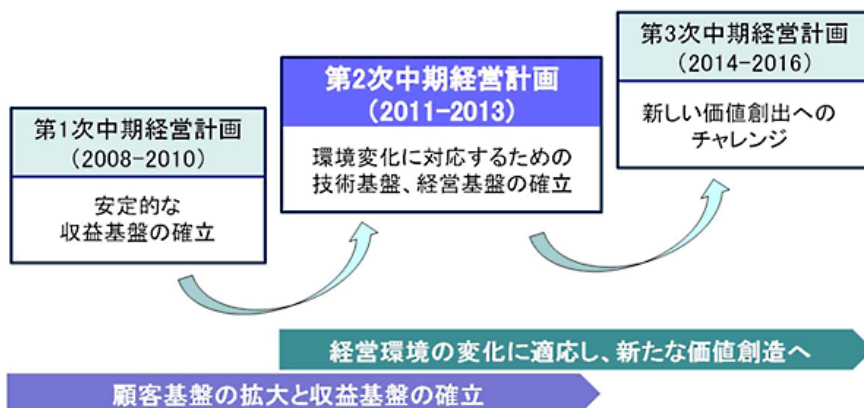 第1次中期経営計画
(2008-2010)
安定的な
収益基盤の確立
第2次中期経営計画
(2011-2013)
環境変化に対応するための
技術基盤、経営基盤の確立
第3次中期経営計画
(2014-2016)
新しい価値創出への
チャレンジ
経営環境の変化に適応し、新たな価値創造へ
顧客基盤の拡大と収益基盤の確立